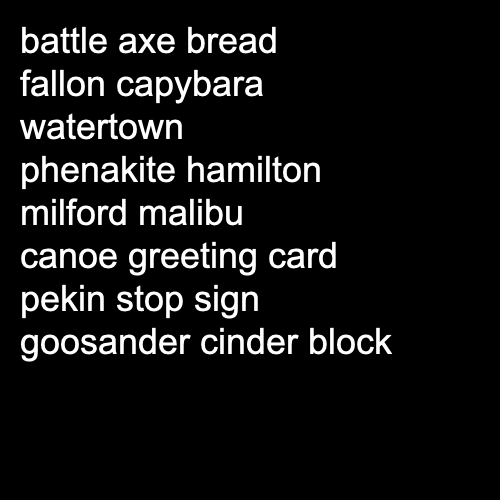 battle axe bread
fallon capybara
watertown
phenakite hamilton
milford malibu
canoe greeting card
pekin stop sign
goosander cinder block